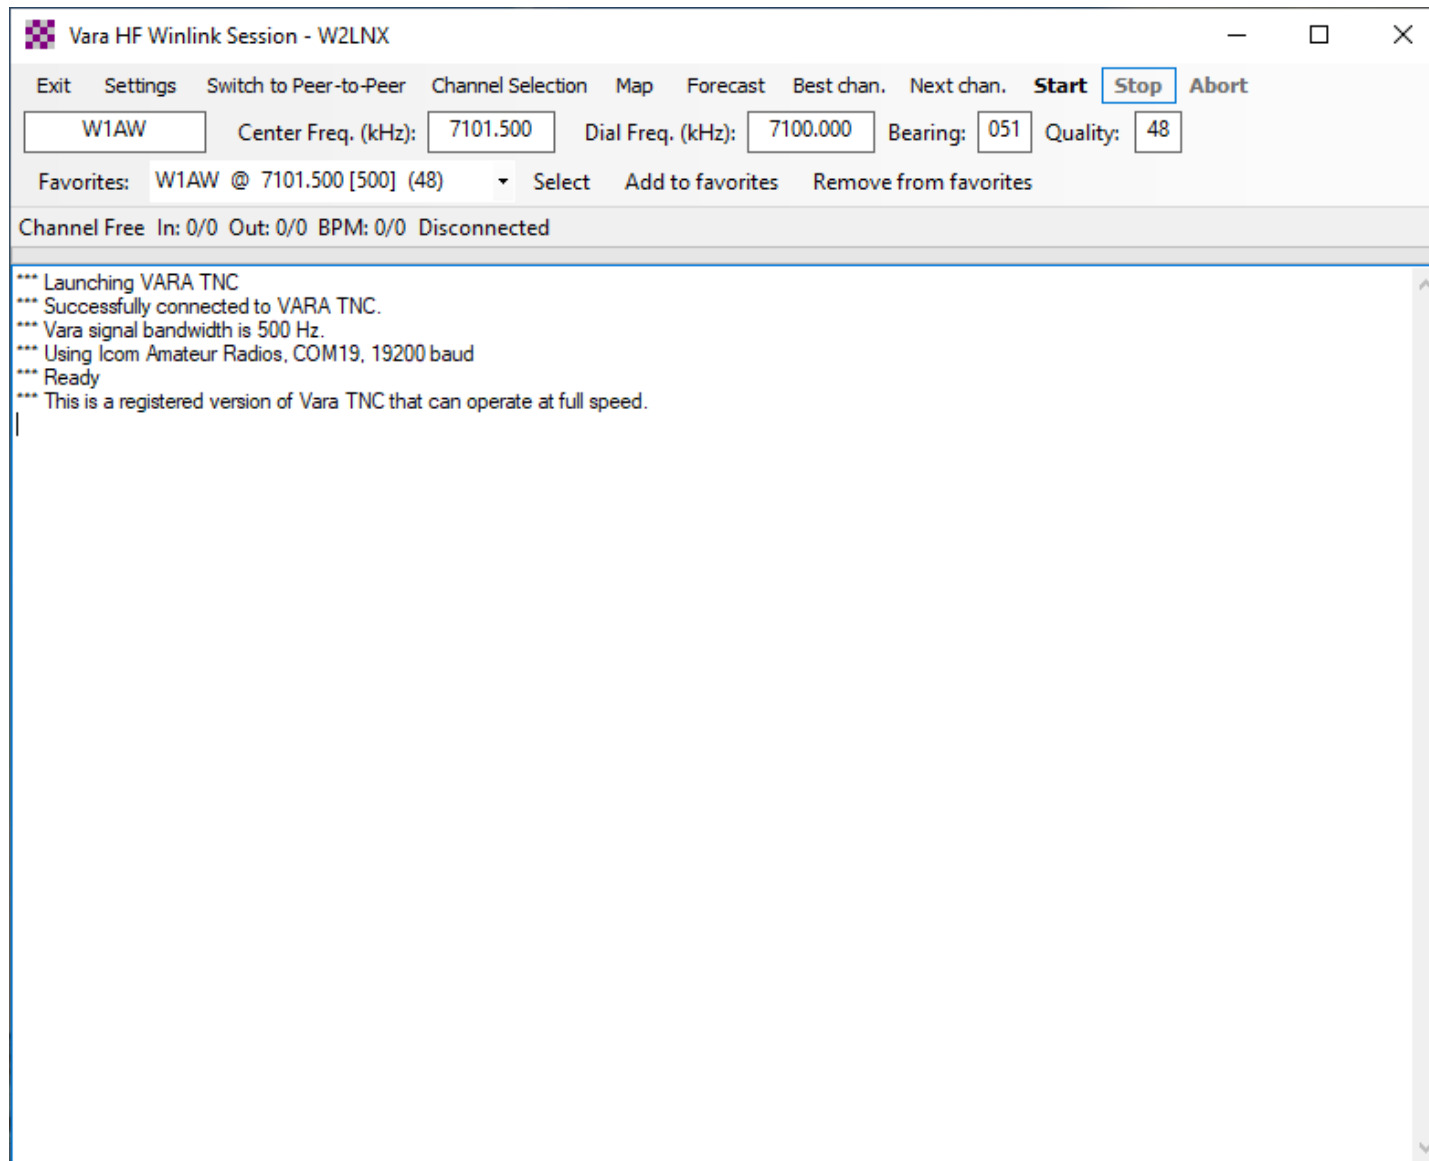 Vara HF Winlink Session - W2LNX
Exit Settings Switch to Peer-to-Peer Channel Selection Map Forecast Best chan. Next chan. Start Stop Abort
W1AW Center Freq. (kHz): 7101.500 Dial Freq. (kHz): 7100.000 Bearing: 051 Quality: 48
Favorites: W1AW @ 7101.500 [500] (48) Select Add to favorites Remove from favorites
Channel Free In: 0/0 Out: 0/0 BPM: 0/0 Disconnected
*** Launching VARA TNC
*** Successfully connected to VARA TNC.
*** Vara signal bandwidth is 500 Hz.
*** Using Icom Amateur Radios, COM19, 19200 baud
*** Ready
*** This is a registered version of Vara TNC that can operate at full speed.